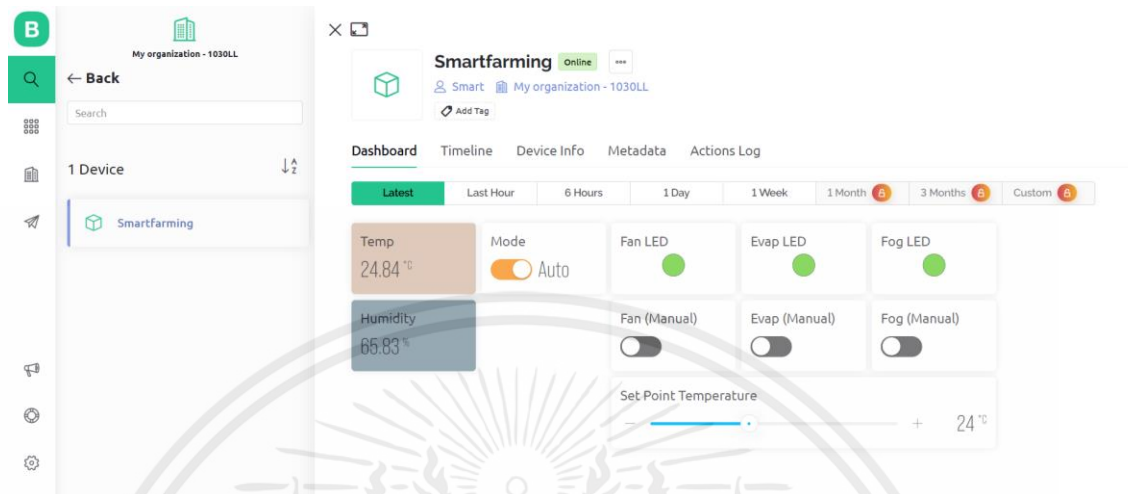 B
My organization - 1030LL
← Back
Search
1 Device
A
Z
Smartfarming
Smartfarming Online ...
Smart My organization - 1030LL
Add Tag
Dashboard Timeline Device Info Metadata Actions Log
Latest Last Hour 6 Hours 1 Day 1 Week 1 Month 3 Months Custom
Temp Mode Fan LED Evap LED Fog LED
24.84 °C Auto
Humidity Fan (Manual) Evap (Manual) Fog (Manual)
65.83 %
Set Point Temperature
− + 24 °C